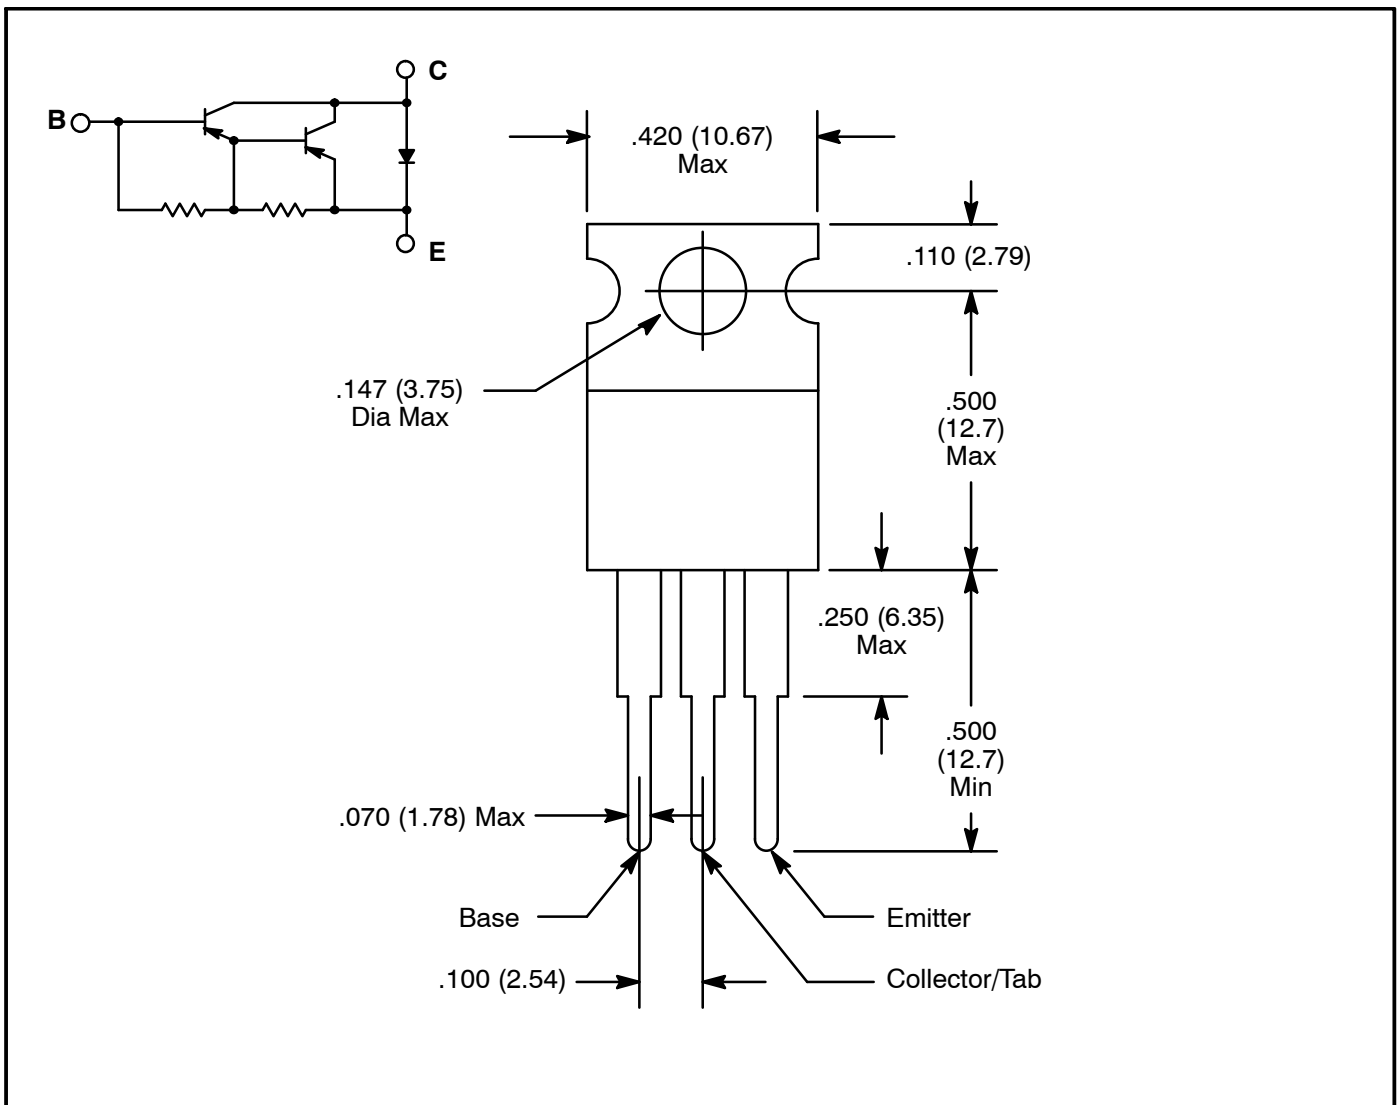 C
B
E
.420 (10.67)
Max
.110 (2.79)
.147 (3.75)
Dia Max
.500
(12.7)
Max
.250 (6.35)
Max
.500
(12.7)
Min
.070 (1.78) Max
Base
Emitter
.100 (2.54)
Collector/Tab